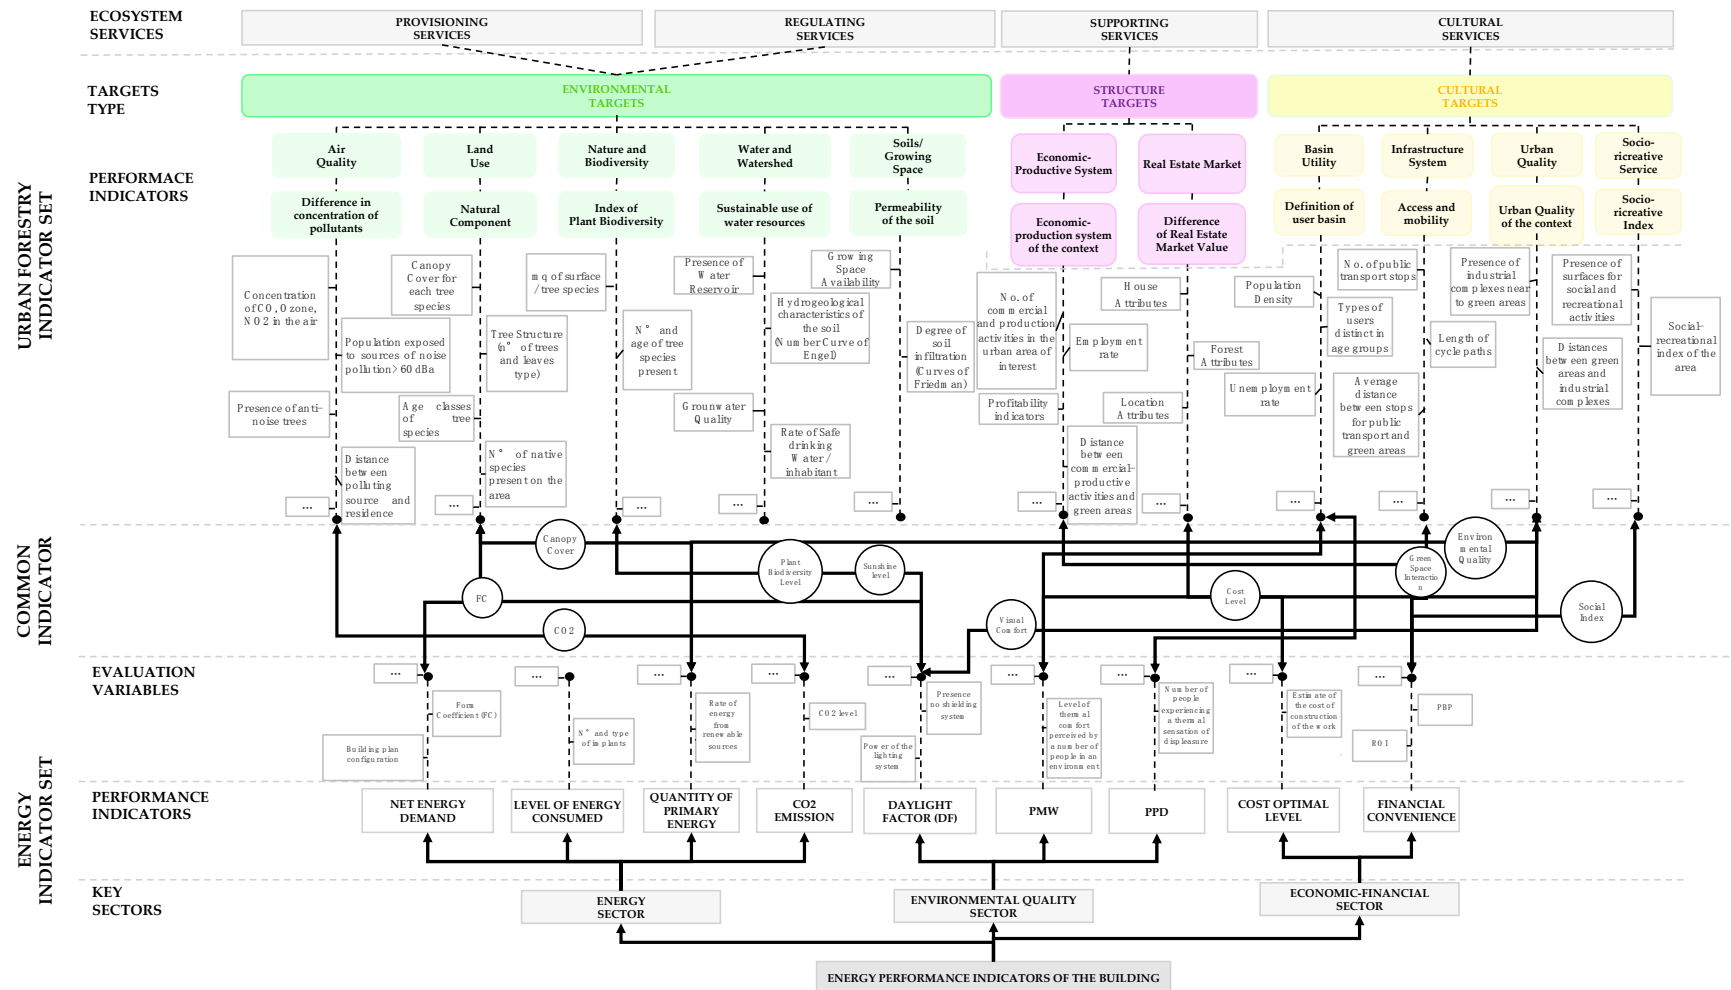 ECOSYSTEM
SERVICES
PROVISIONING
SERVICES
REGULATING
SERVICES
SUPPORTING
SERVICES
CULTURAL
SERVICES
TARGETS
TYPE
ENVIRONMENTAL
TARGETS
STRUCTURE
TARGETS
CULTURAL
TARGETS
URBAN FORESTRY
INDICATOR SET
PERFORMACE
INDICATORS
Air
Quality
Land
Use
Nature and
Biodiversity
Water and
Watershed
Soils/
Growing
Space
Economic-
Productive System
Real Estate Market
Basin
Utility
Infrastructure
System
Urban
Quality
Socio-
ricreative
Service
Difference in
concentration of
pollutants
Natural
Component
Index of
Plant Biodiversity
Sustainable use of
water resources
Permeability
of the soil
Economic-
production system
of the context
Difference
of Real Estate
Market Value
Definition of
user basin
Access and
mobility
Urban Quality
of the context
Socio-
ricreative
Index
Concentration
of CO, Ozone,
NO2 in the air
Population exposed
to sources of noise
pollution> 60 dBa
Presence of anti-
noise trees
Distance
between
polluting
source and
residence
...
Canopy
Cover for
each tree
species
Tree Structure
(n° of trees
and leaves
type)
Age classes
of tree
species
N° of native
species
present on the
area
...
mq of surface
/tree species
N° and
age of tree
species
present
...
Presence of
Water
Reservoir
Hydrogeological
characteristics of
the soil
(Number Curve of
Engel)
Grounwater
Quality
Rate of Safe
drinking
Water/
inhabitant
...
Growing
Space
Availability
Degree of
soil
infiltration
(Curves of
Friedman)
...
No. of
commercial
and production
activities in the
urban area of
interest
Employment
rate
Profitability
indicators
Distance
between
commercial-
productive
activities and
green areas
...
House
Attributes
Forest
Attributes
Location
Attributes
...
Population
Density
Types of
users
distinct in
age groups
Unemployment
rate
...
No. of public
transport stops
Length of
cycle paths
Average
distance
between stops
for public
transport and
green areas
...
Presence of
industrial
complexes near
to green areas
Distances
between green
areas and
industrial
complexes
...
Presence of
surfaces for
social and
recreational
activities
Social-
recreational
index of the
area
...
COMMON
INDICATOR
Canopy
Cover
Plant
Biodiversity
Level
Sunshine
level
FC
CO2
Visual
Comfort
Cost
Level
Green
Space
Interactio
n
Environ
mental
Quality
Social
Index
EVALUATION
VARIABLES
...
...
...
...
...
...
...
...
...
Form
Coefficient (FC)
Building plan
configuration
N° and type
of implants
Rate of
energy
from
renewable
sources
CO2 level
Presence
no shielding
system
Power of the
lighting
system
Level of
thermal
comfort
perceived by
a number of
people in an
environment
Number of
people
experiencing
a thermal
sensation of
displeasure
Estimate of
the cost of
construction
of the work
PBP
ROI
ENERGY
INDICATOR SET
PERFORMANCE
INDICATORS
NET ENERGY
DEMAND
LEVEL OF ENERGY
CONSUMED
QUANTITY OF
PRIMARY
ENERGY
CO2
EMISSION
DAYLIGHT
FACTOR (DF)
PMW
PPD
COST OPTIMAL
LEVEL
FINANCIAL
CONVENIENCE
KEY
SECTORS
ENERGY
SECTOR
ENVIRONMENTAL QUALITY
SECTOR
ECONOMIC-FINANCIAL
SECTOR
ENERGY PERFORMANCE INDICATORS OF THE BUILDING